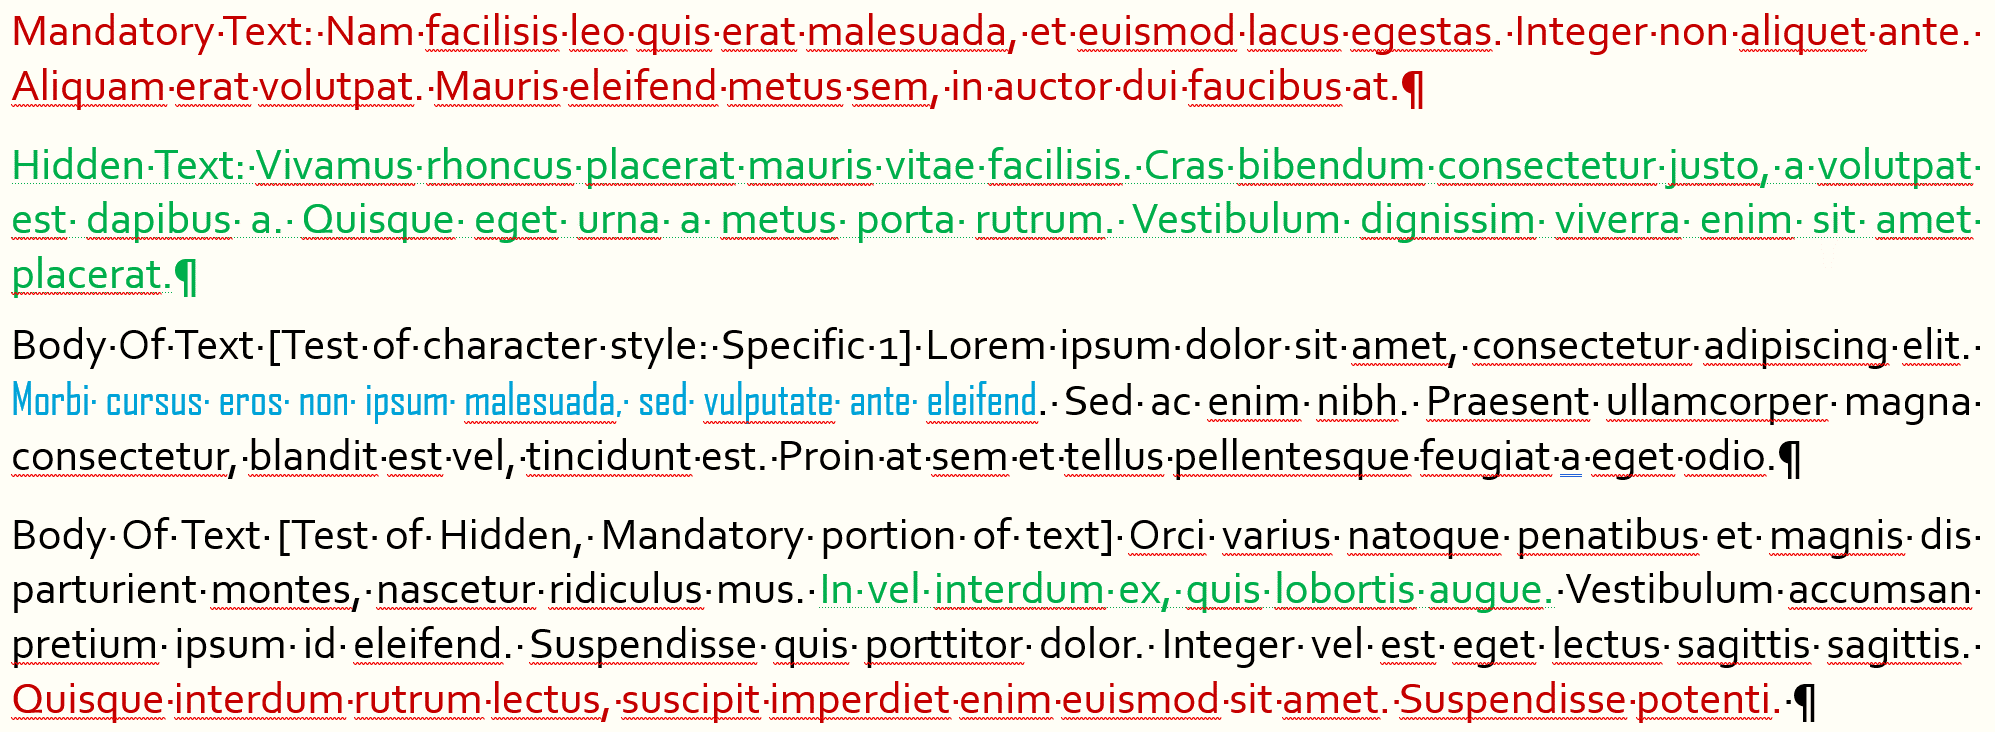 Mandatory Text: Nam facilisis leo quis erat malesuada, et euismod lacus egestas. Integer non aliquet ante.
Aliquam erat volutpat. Mauris eleifend metus sem, in auctor dui faucibus at.¶
Hidden Text: Vivamus rhoncus placerat mauris vitae facilisis. Cras bibendum consectetur justo, a volutpat
est dapibus a. Quisque eget urna a metus porta rutrum. Vestibulum dignissim viverra enim sit amet
placerat.¶
Body Of Text [Test of character style: Specific 1] Lorem ipsum dolor sit amet, consectetur adipiscing elit.
Morbi cursus eros non ipsum malesuada, sed vulputate ante eleifend. Sed ac enim nibh. Praesent ullamcorper magna
consectetur, blandit est vel, tincidunt est. Proin at sem et tellus pellentesque feugiat a eget odio.¶
Body Of Text [Test of Hidden, Mandatory portion of text] Orci varius natoque penatibus et magnis dis
parturient montes, nascetur ridiculus mus. In vel interdum ex, quis lobortis augue. Vestibulum accumsan
pretium ipsum id eleifend. Suspendisse quis porttitor dolor. Integer vel est eget lectus sagittis sagittis.
Quisque interdum rutrum lectus, suscipit imperdiet enim euismod sit amet. Suspendisse potenti. ¶